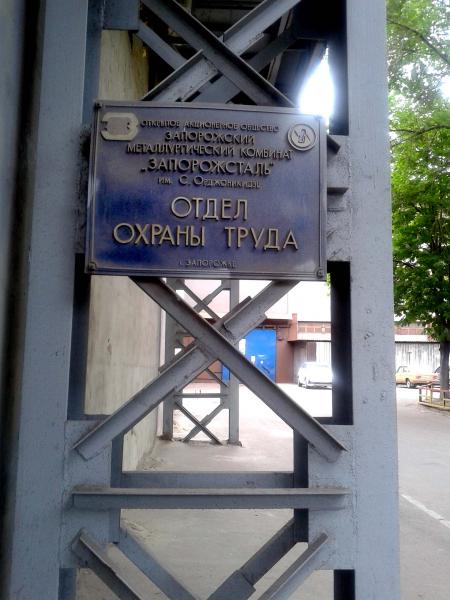 ОТКРЫТОЕ АКЦИОНЕРНОЕ ОБЩЕСТВО
ЗАПОРОЖСКИЙ
МЕТАЛЛУРГИЧЕСКИЙ КОМБИНАТ
„ЗАПОРОЖСТАЛЬ"
ИМ. С. ОРДЖОНИКИДЗЕ
ОТДЕЛ
ОХРАНЫ ТРУДА
Г. ЗАПОРОЖЬЕ